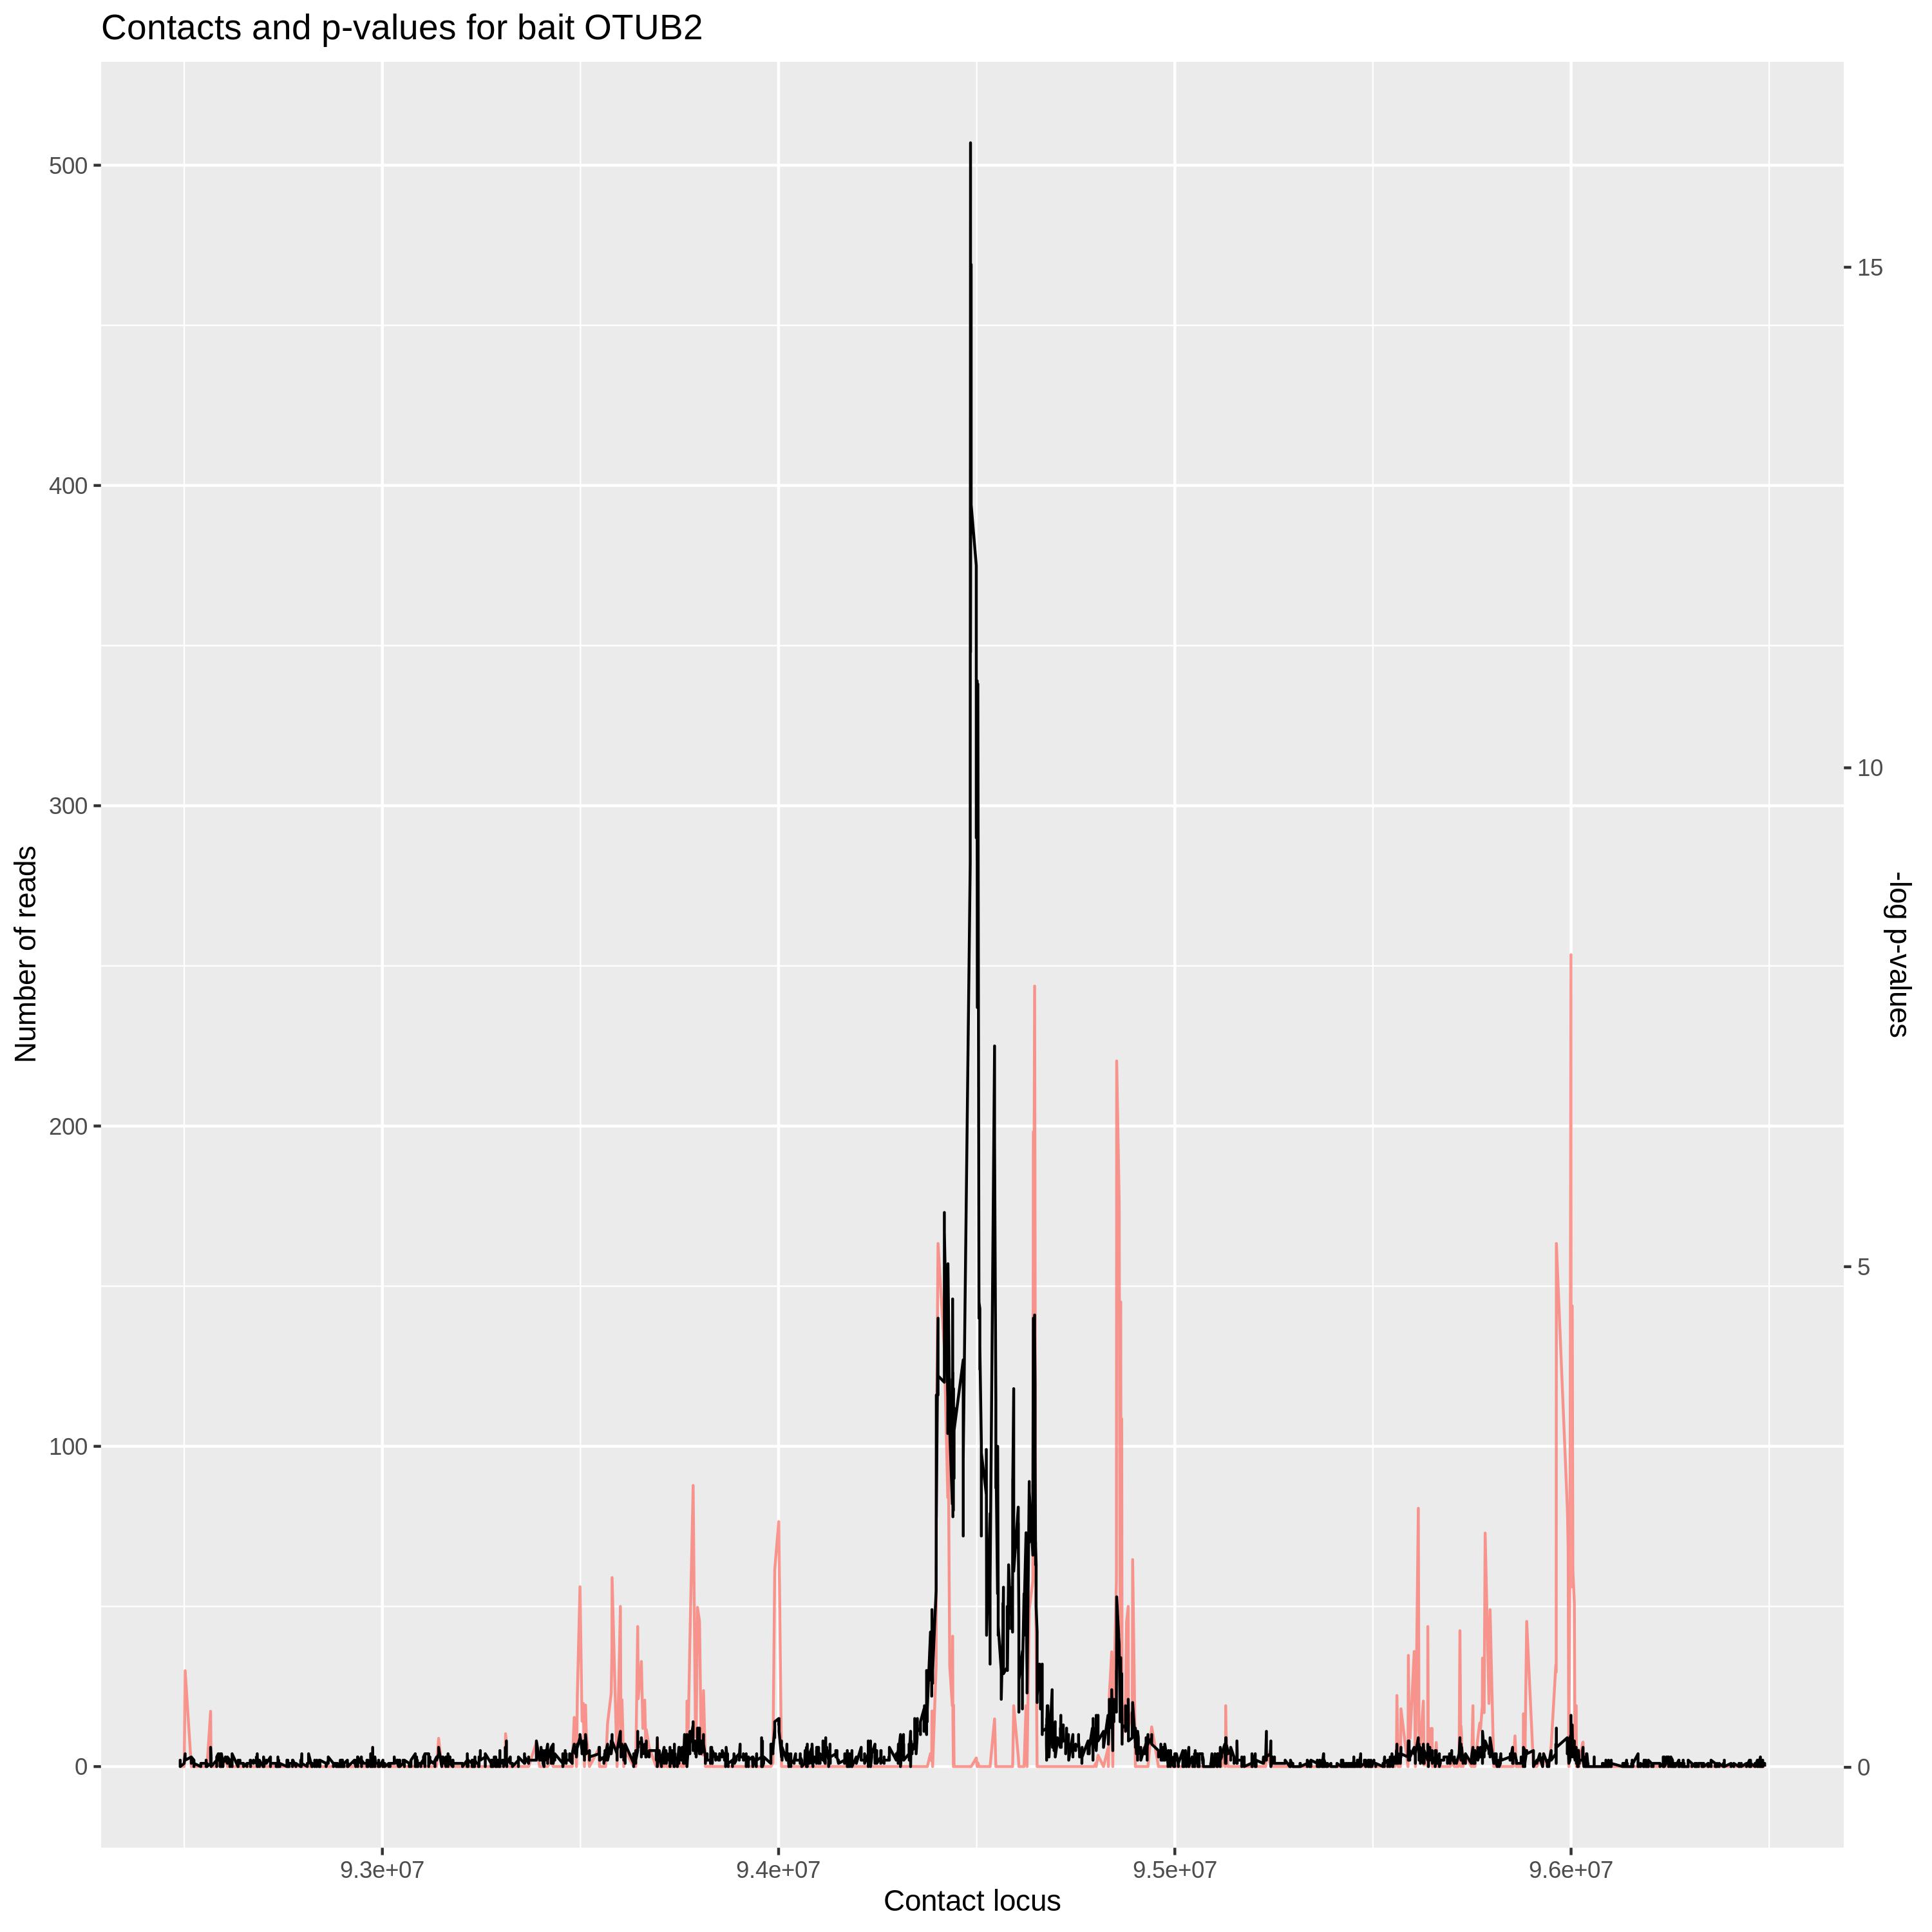 Contacts and p-values for bait OTUB2
500
400
300
200
100
0
Number of reads
15
10
5
0
-log p-values
9.3e+07
9.4e+07
9.5e+07
9.6e+07
Contact locus